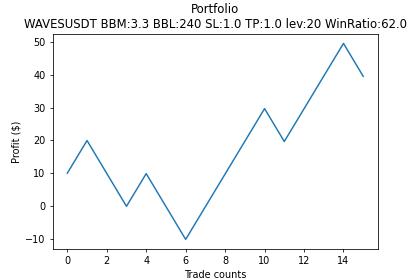 Portfolio
WAVESUSDT BBM:3.3 BBL:240 SL:1.0 TP:1.0 lev:20 WinRatio:62.0
50
40
30
20
10
0
−10
Profit ($)
0 2 4 6 8 10 12 14
Trade counts